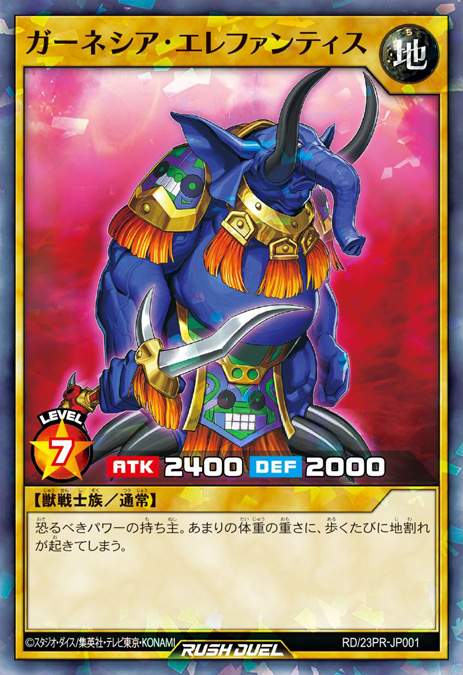 ガーネシア・エレファンティス
地
LEVEL
7
ATK 2400 DEF 2000
【獣戦士族／通常】
恐るべきパワーの持ち主。あまりの体重の重さに、歩くたびに地割れ
が起きてしまう。
©スタジオ・ダイス/集英社・テレビ東京・KONAMI
RUSH DUEL
RD/23PR-JP001